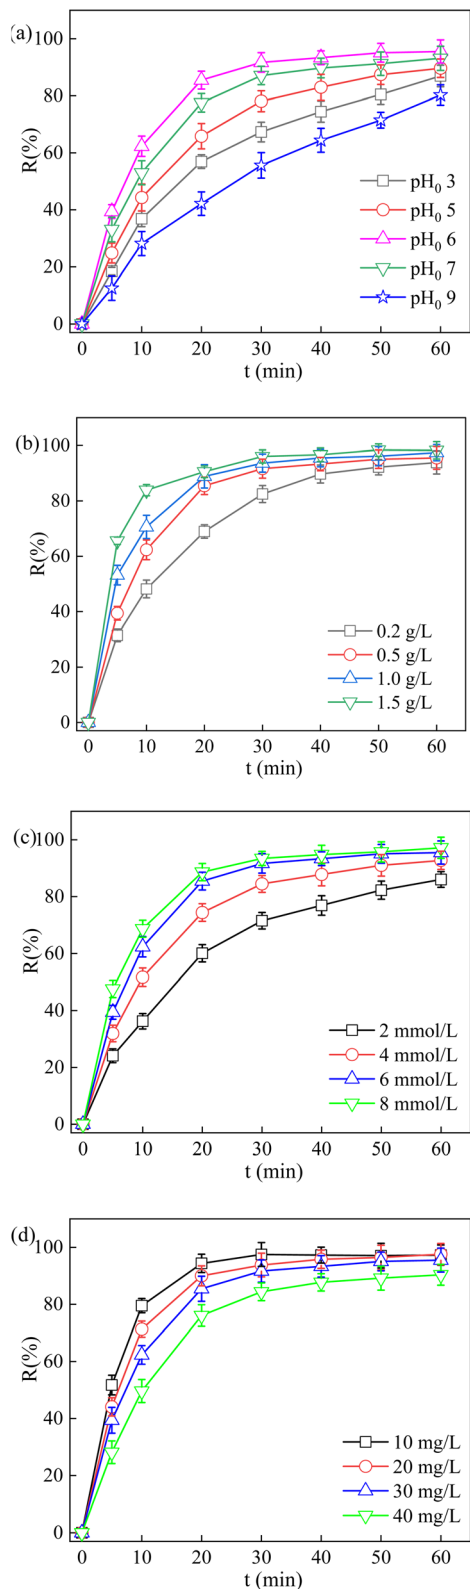 (a)
100
80
60
40
20
0
R(%)
pH₀ 3
pH₀ 5
pH₀ 6
pH₀ 7
pH₀ 9
0 10 20 30 40 50 60
t (min)
(b)
100
80
60
40
20
0
R(%)
0.2 g/L
0.5 g/L
1.0 g/L
1.5 g/L
0 10 20 30 40 50 60
t (min)
(c)
100
80
60
40
20
0
R(%)
2 mmol/L
4 mmol/L
6 mmol/L
8 mmol/L
0 10 20 30 40 50 60
t (min)
(d)
100
80
60
40
20
0
R(%)
10 mg/L
20 mg/L
30 mg/L
40 mg/L
0 10 20 30 40 50 60
t (min)